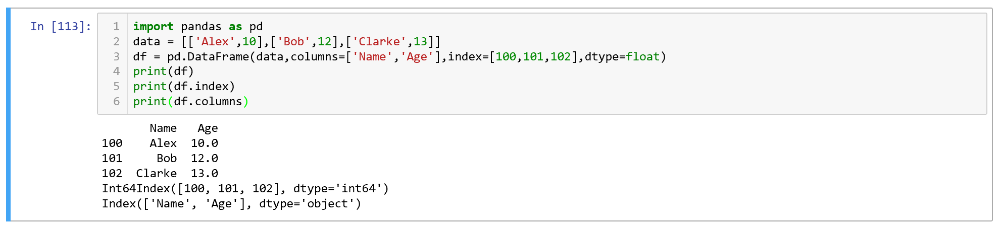 In [113]:
1 import pandas as pd
2 data = [['Alex',10],['Bob',12],['Clarke',13]]
3 df = pd.DataFrame(data,columns=['Name','Age'],index=[100,101,102],dtype=float)
4 print(df)
5 print(df.index)
6 print(df.columns)
       Name   Age
100    Alex  10.0
101     Bob  12.0
102  Clarke  13.0
Int64Index([100, 101, 102], dtype='int64')
Index(['Name', 'Age'], dtype='object')